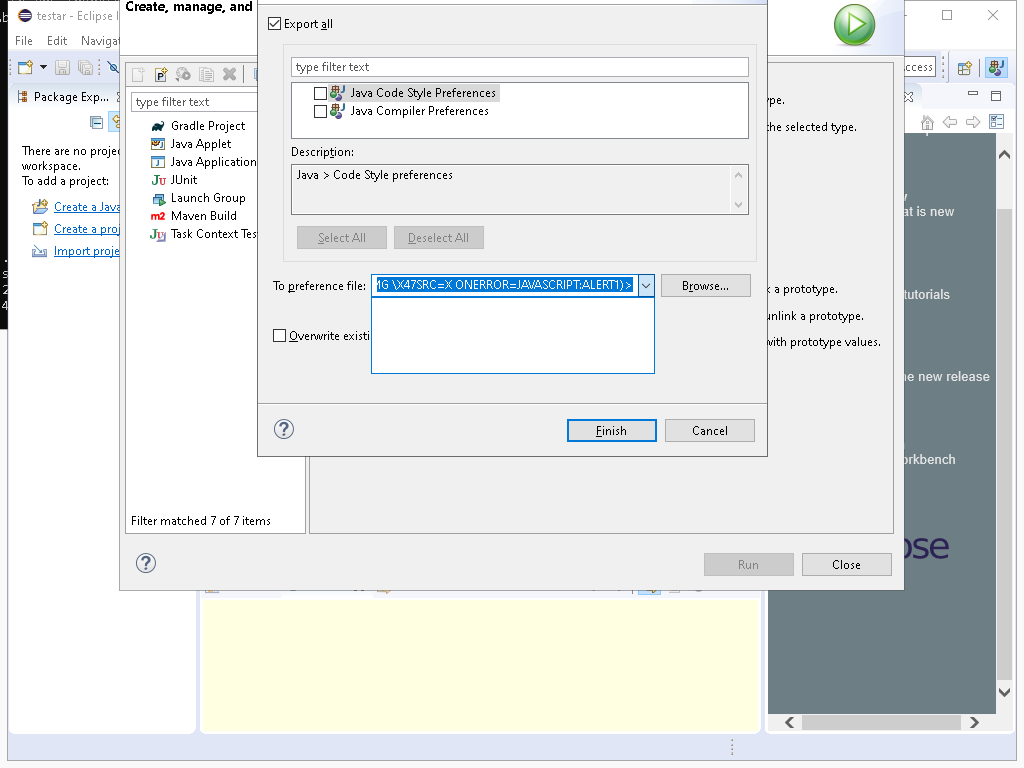 testar - Eclipse I
Create, manage, and
File Edit Navigat
Export all
type filter text
Java Code Style Preferences
Java Compiler Preferences
Description:
Java > Code Style preferences
Select All Deselect All
To preference file: \X47SRC=X ONERROR=JAVASCRIPT:ALERT1)> Browse...
Overwrite existi
Finish Cancel
Package Exp...
There are no projec
workspace.
To add a project:
Create a Java
Create a proj
Import proje
type filter text
Gradle Project
Java Applet
Java Application
JUnit
Launch Group
Maven Build
Task Context Tes
Filter matched 7 of 7 items
ype.
the selected type.
k a prototype.
unlink a prototype.
with prototype values.
Run Close
ccess
at is new
tutorials
e new release
orkbench
ose